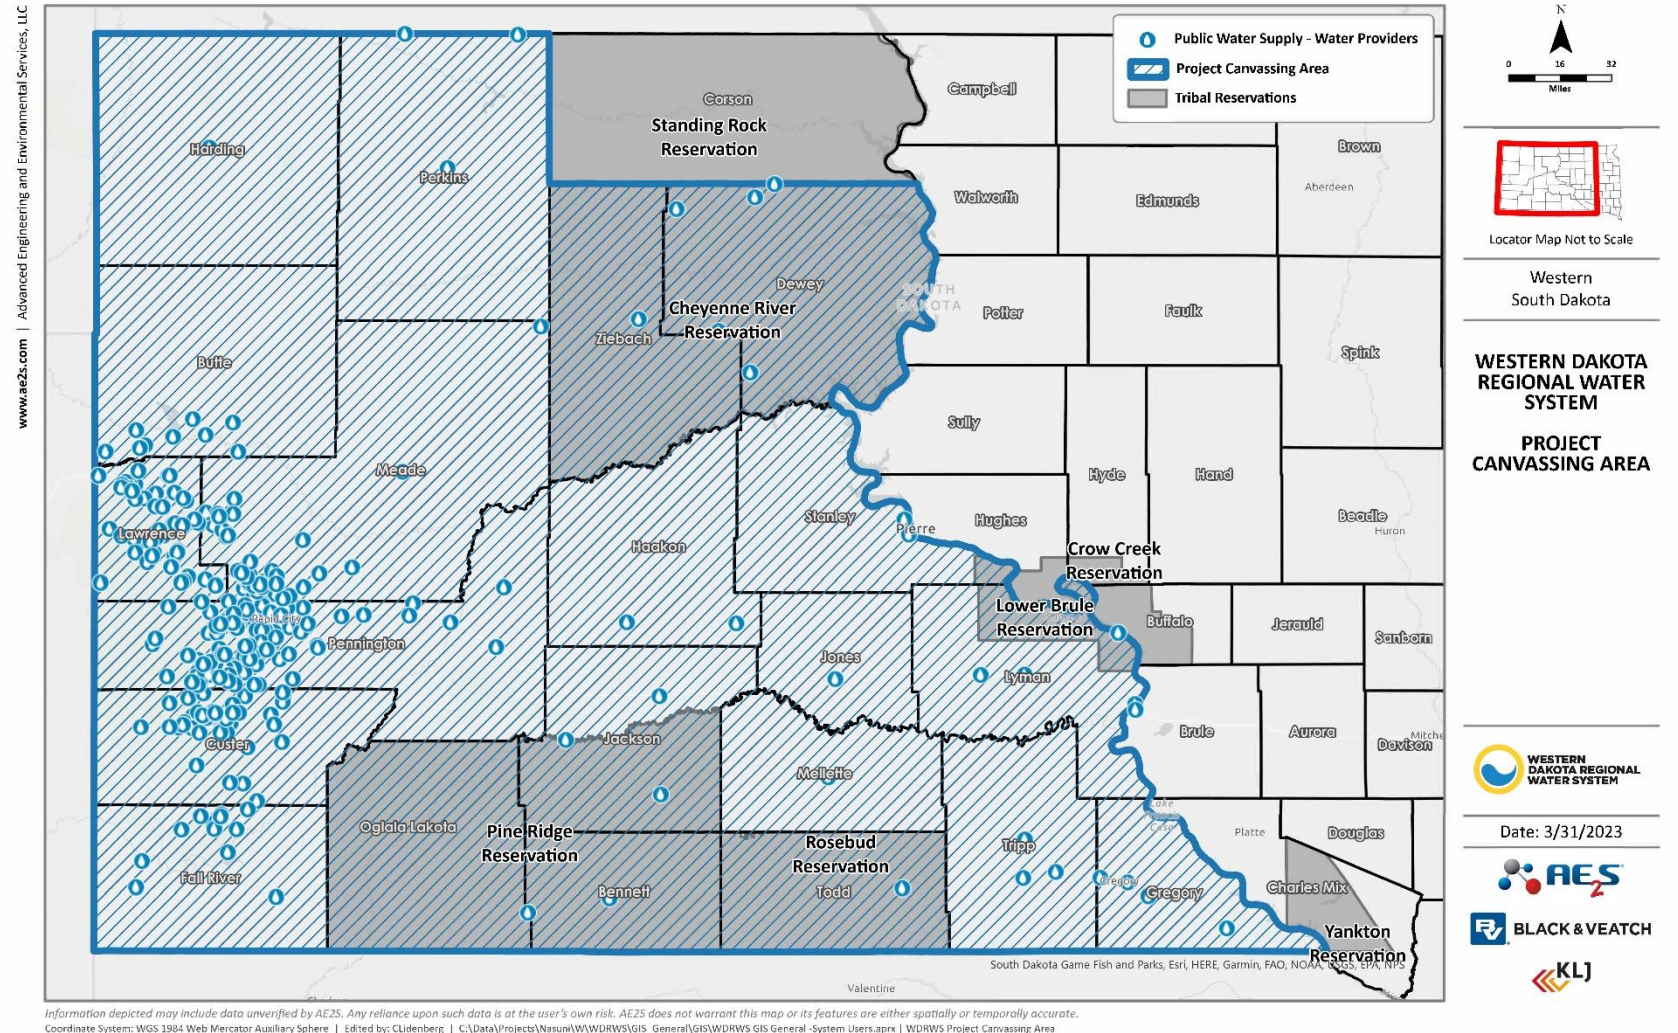 www.ae2s.com | Advanced Engineering and Environmental Services, LLC
Public Water Supply - Water Providers
Project Canvassing Area
Tribal Reservations
Corson
Standing Rock
Reservation
Campbell
Brown
Harding
Perkins
Aberdeen
Walworth
Edmunds
Dewey
SOUTH
DAKOTA
Cheyenne River
Reservation
Ziebach
Potter
Faulk
Spink
Butte
Sully
Meade
Hyde
Hand
Stanley
Hughes
Pierre
Beadle
Huron
Lawrence
Haakon
Crow Creek
Reservation
Lower Brule
Reservation
Buffalo
Jerauld
Sanborn
Rapid City
Pennington
Jones
Lyman
Custer
Jackson
Brule
Aurora
Davison
Mitche
Mellette
Oglala Lakota
Pine Ridge
Reservation
Rosebud
Reservation
Todd
Tripp
Lake
Case
Platte
Douglas
Fall River
Bennett
Gregory
Gregory
Charles Mix
Yankton
Reservation
South Dakota Game Fish and Parks, Esri, HERE, Garmin, FAO, NOAA, USGS, EPA, NPS
Valentine
N
0 16 32
Miles
Locator Map Not to Scale
Western
South Dakota
WESTERN DAKOTA
REGIONAL WATER
SYSTEM
PROJECT
CANVASSING AREA
WESTERN
DAKOTA REGIONAL
WATER SYSTEM
Date: 3/31/2023
AE2S
BV BLACK & VEATCH
KLJ
Information depicted may include data unverified by AE2S. Any reliance upon such data is at the user's own risk. AE2S does not warrant this map or its features are either spatially or temporally accurate.
Coordinate System: WGS 1984 Web Mercator Auxiliary Sphere | Edited by: CLidenberg | C:\Data\Projects\Nasuni\W\WDRWS\GIS_General\GIS\WDRWS GIS General -System Users.aprx | WDRWS Project Canvassing Area